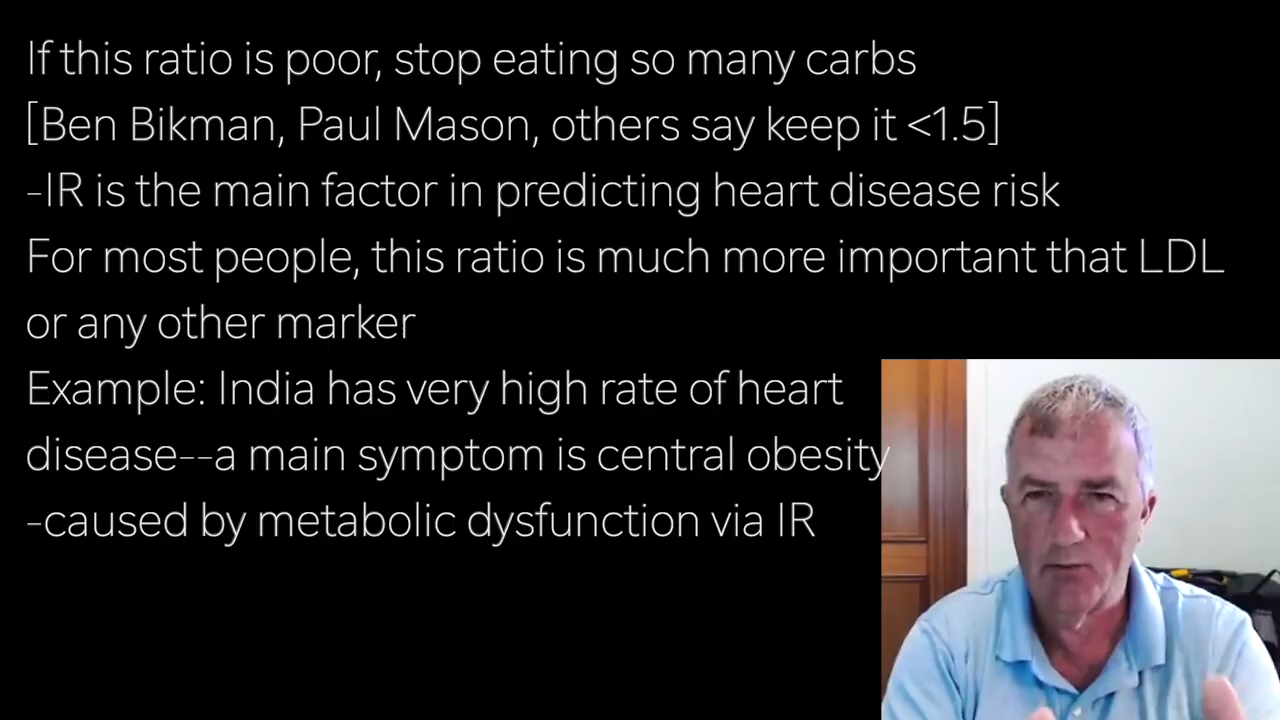 If this ratio is poor, stop eating so many carbs
[Ben Bikman, Paul Mason, others say keep it <1.5]
-IR is the main factor in predicting heart disease risk
For most people, this ratio is much more important that LDL
or any other marker
Example: India has very high rate of heart
disease--a main symptom is central obesity
-caused by metabolic dysfunction via IR